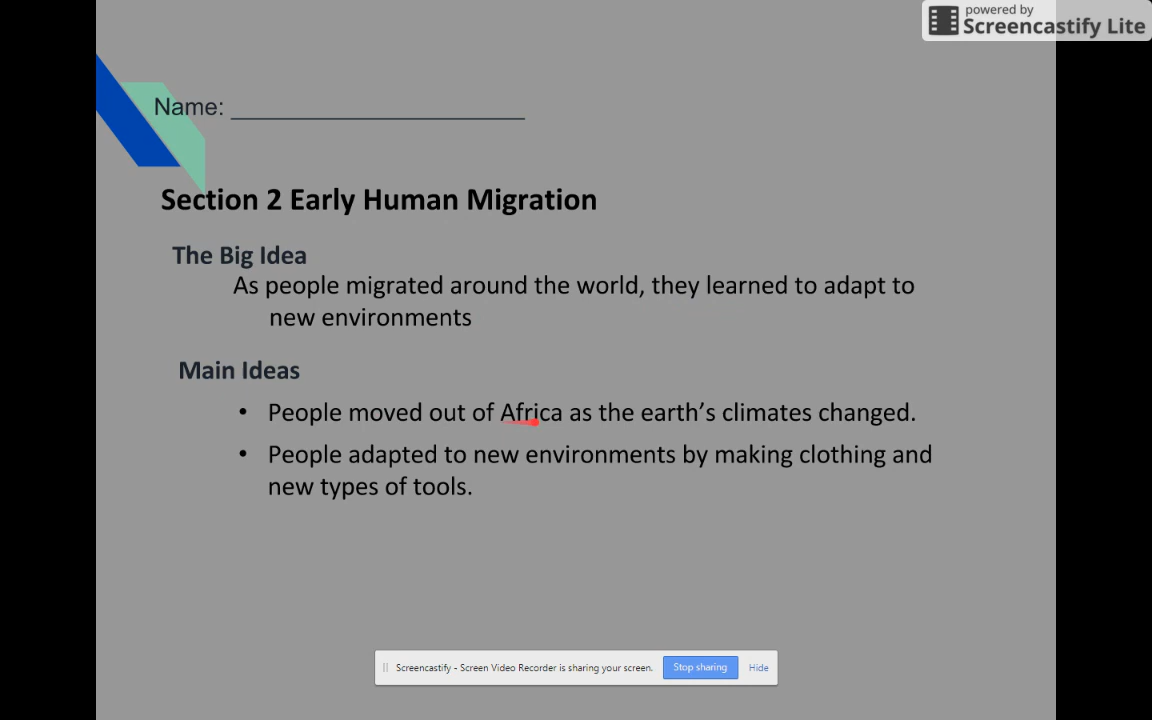 powered by
Screencastify Lite
Name: ______________________
Section 2 Early Human Migration
The Big Idea
As people migrated around the world, they learned to adapt to
new environments
Main Ideas
• People moved out of Africa as the earth’s climates changed.
• People adapted to new environments by making clothing and
new types of tools.
Screencastify - Screen Video Recorder is sharing your screen. Stop sharing Hide